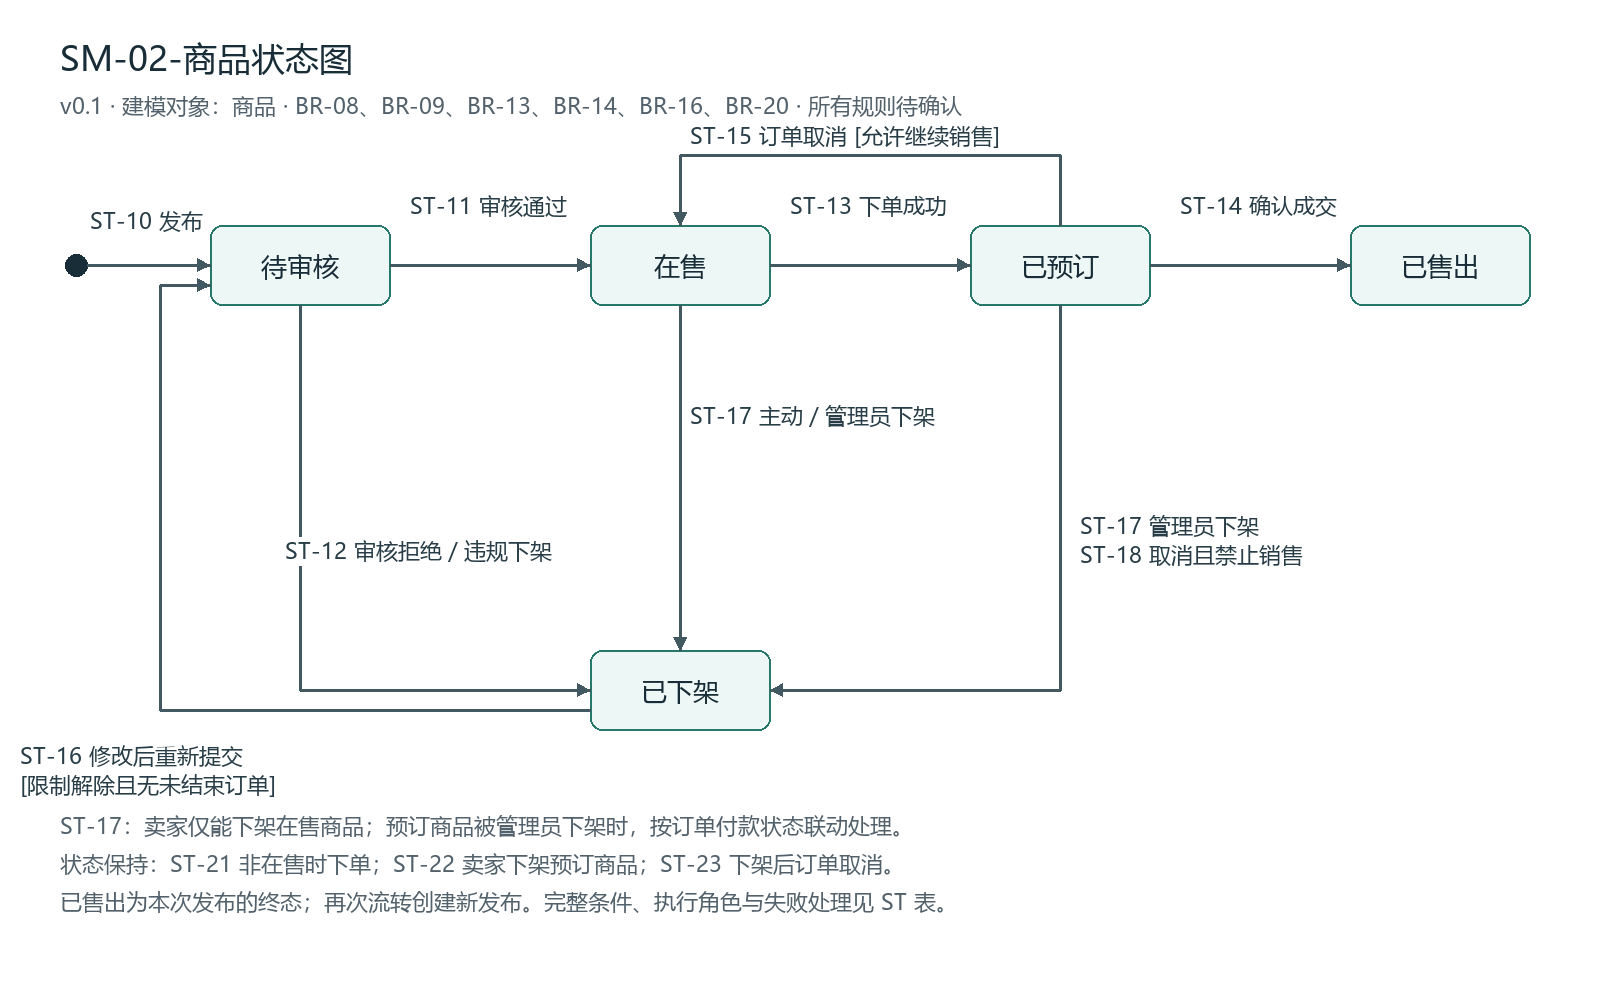 SM-02-商品状态图
v0.1 · 建模对象：商品 · BR-08、BR-09、BR-13、BR-14、BR-16、BR-20 · 所有规则待确认
ST-15 订单取消 [允许继续销售]
ST-10 发布
ST-11 审核通过
ST-13 下单成功
ST-14 确认成交
待审核
在售
已预订
已售出
ST-17 主动 / 管理员下架
ST-12 审核拒绝 / 违规下架
ST-17 管理员下架
ST-18 取消且禁止销售
已下架
ST-16 修改后重新提交
[限制解除且无未结束订单]
ST-17：卖家仅能下架在售商品；预订商品被管理员下架时，按订单付款状态联动处理。
状态保持：ST-21 非在售时下单；ST-22 卖家下架预订商品；ST-23 下架后订单取消。
已售出为本次发布的终态；再次流转创建新发布。完整条件、执行角色与失败处理见 ST 表。